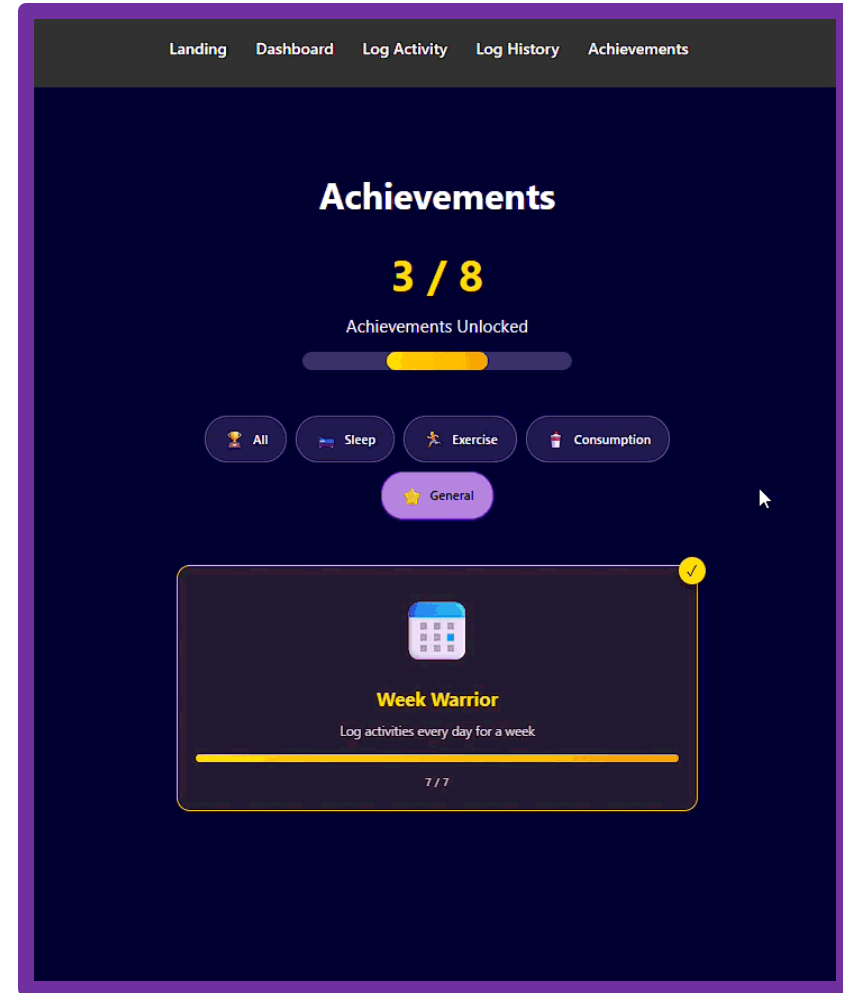 Landing Dashboard Log Activity Log History Achievements
Achievements
3 / 8
Achievements Unlocked
All Sleep Exercise Consumption
General
Week Warrior
Log activities every day for a week
7 / 7